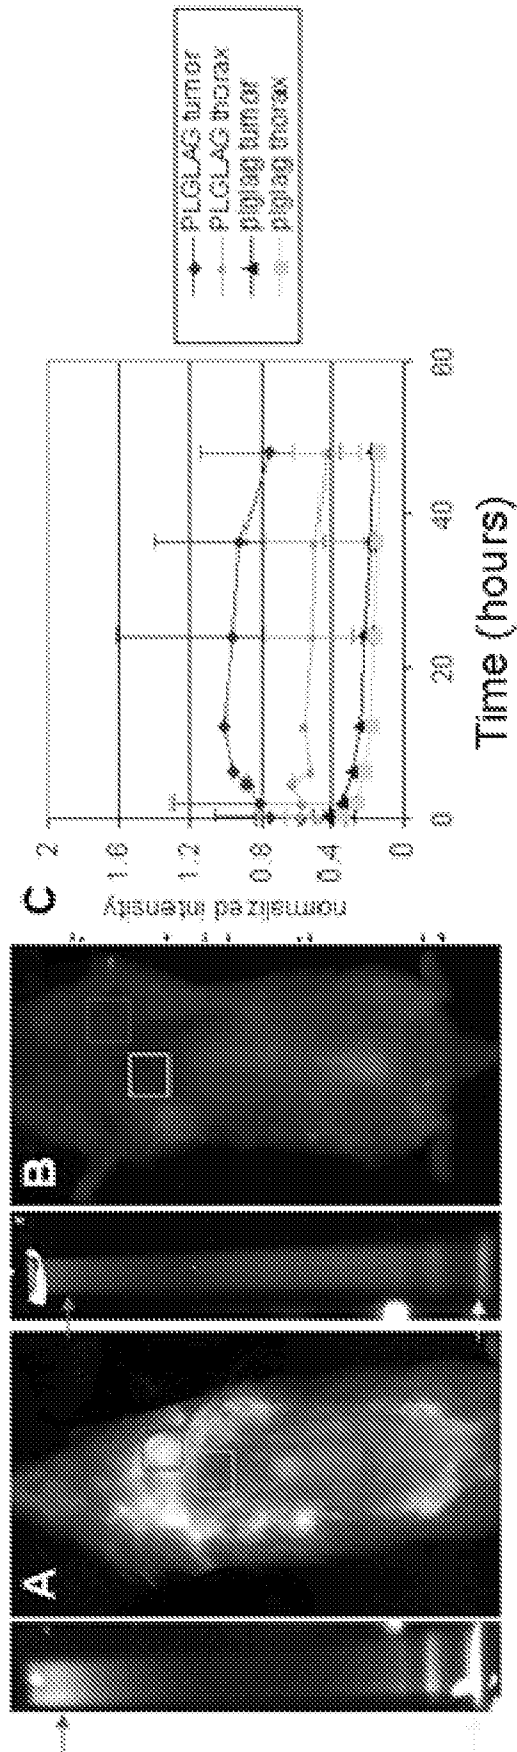 A
B
C
normalized intensity
2
1.6
1.2
0.8
0.4
0
0
20
40
60
Time (hours)
PLGLAG tumor
PLGLAG thorax
plglag tumor
plglag thorax